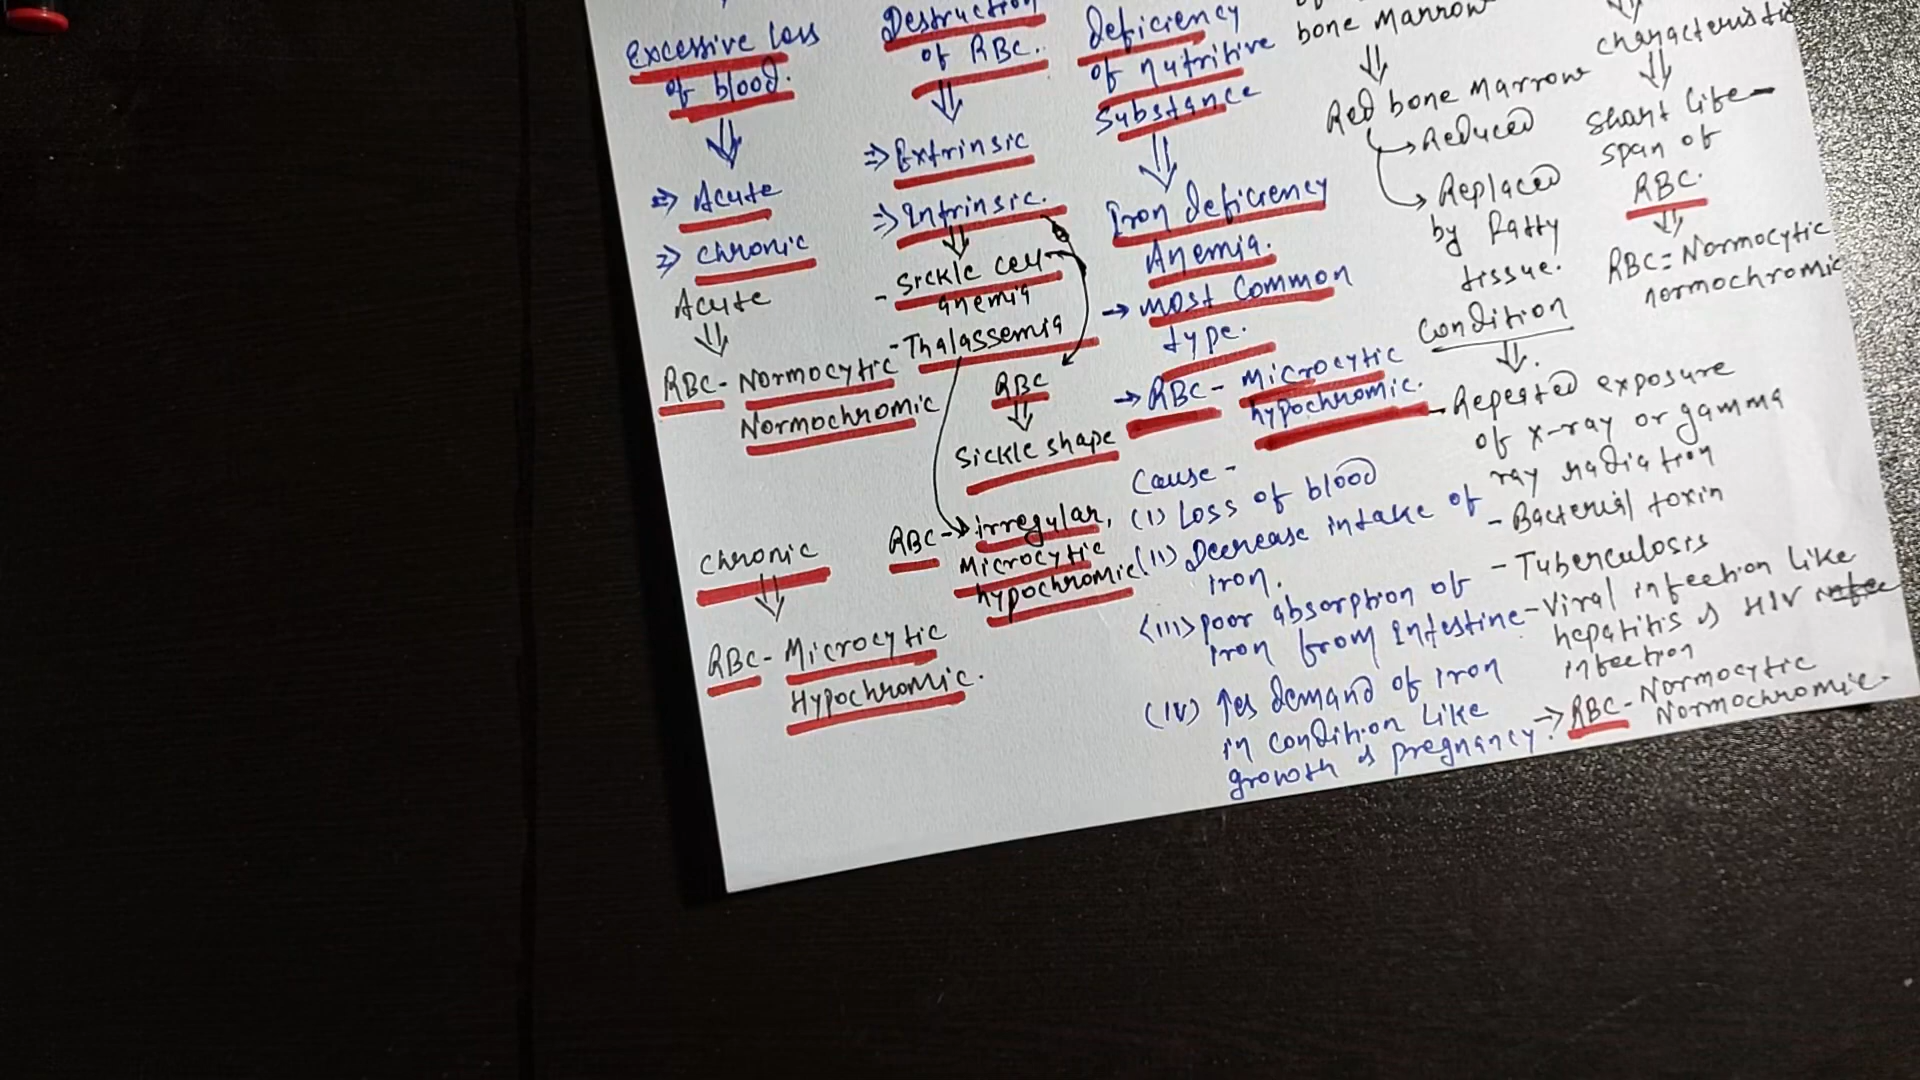 Excessive loss
of blood.
⇒ Acute
⇒ Chronic
Acute
RBC - Normocytic
Normochromic
Chronic
RBC - Microcytic
Hypochromic.
Destruction
of RBC.
⇒ Extrinsic
⇒ Intrinsic.
- Sickle cell
anemia
- Thalassemia
RBC
Sickle shape
RBC → irregular,
Microcytic
hypochromic
deficiency
of nutritive
Substance
Iron deficiency
Anemia.
→ most common
type.
→ RBC - Microcytic
hypochromic.
Cause -
(I) Loss of blood
(II) Decrease intake of
iron.
(III) poor absorption of
iron from Intestine
(IV) ↑es demand of iron
in condition Like
growth & pregnancy.
bone marrow
Red bone marrow
→ Reduced
→ Replaced
by Fatty
tissue.
Condition
- Repeated exposure
of x-ray or gamma
ray radiation
- Bacterial toxin
- Tuberculosis
- Viral infection like
hepatitis & HIV
infection
→ RBC - Normocytic
Normochromic.
characteristic
Short life-
span of
RBC.
RBC = Normocytic
normochromic